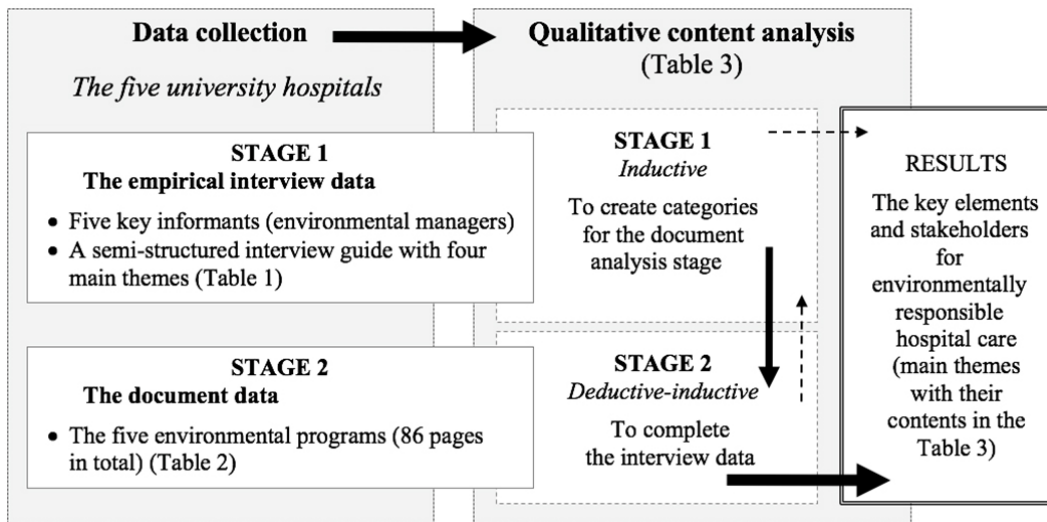 Data collection
The five university hospitals
STAGE 1
The empirical interview data
• Five key informants (environmental managers)
• A semi-structured interview guide with four
main themes (Table 1)
STAGE 2
The document data
• The five environmental programs (86 pages
in total) (Table 2)
Qualitative content analysis
(Table 3)
STAGE 1
Inductive
To create categories
for the document
analysis stage
STAGE 2
Deductive-inductive
To complete
the interview data
RESULTS
The key elements
and stakeholders
for
environmentally
responsible
hospital care
(main themes
with their
contents in the
Table 3)